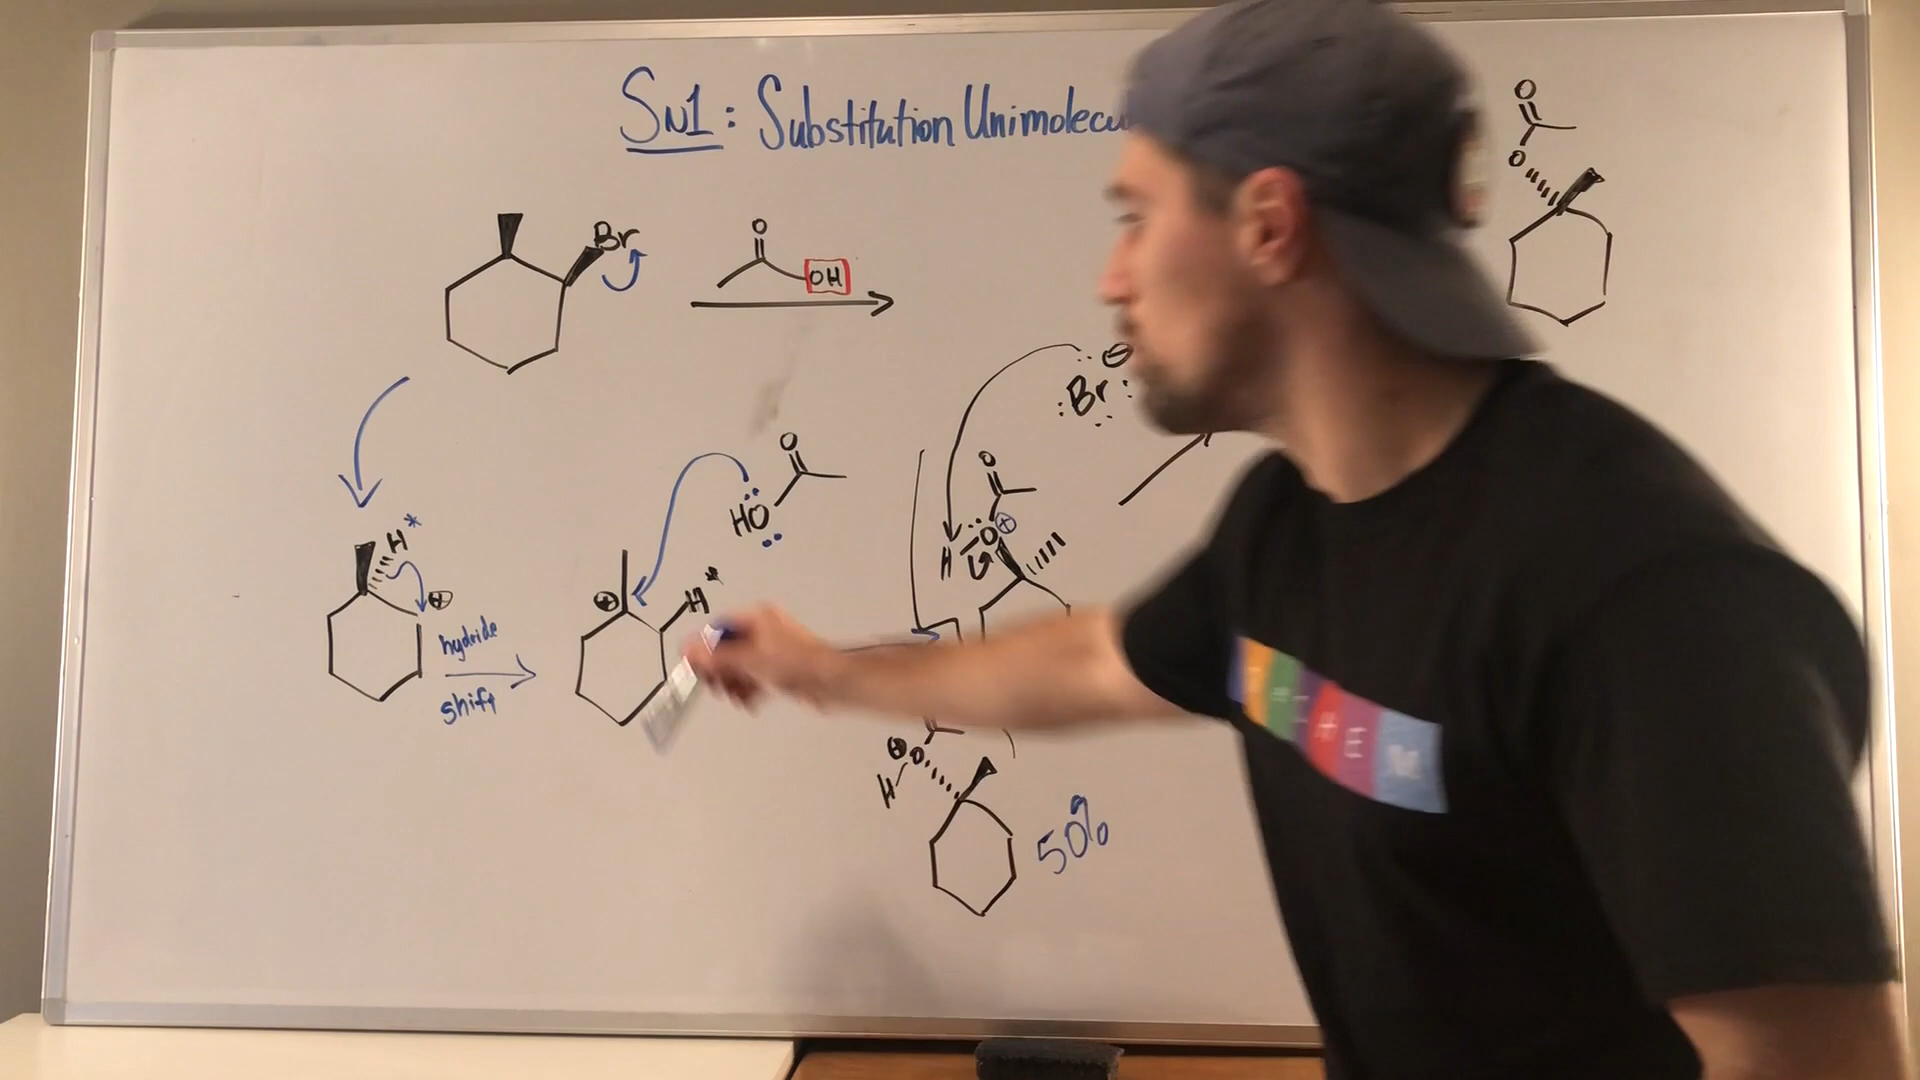 SN1: Substitution Unimolecu
O
O
Br
O
OH
⊖
:Br:
O
O
HO
H*
⊕
H*
⊕
hydride
shift
O
H O ⊕
⊕ O
H
50%
H E M